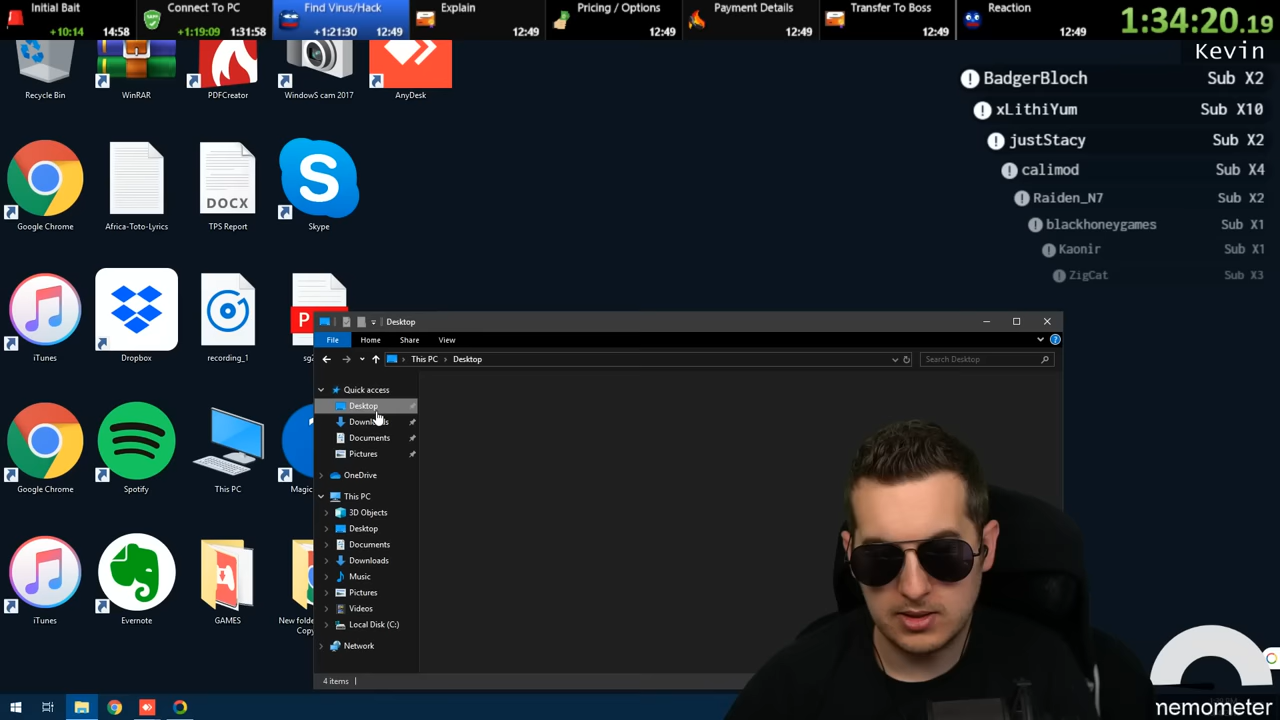 Initial Bait
+10:14 14:58
Connect To PC
+1:19:09 1:31:58
Find Virus/Hack
+1:21:30 12:49
Explain
12:49
Pricing / Options
12:49
Payment Details
12:49
Transfer To Boss
12:49
Reaction
12:49
1:34:20.19
Kevin
BadgerBloch Sub X2
xLithiYum Sub X10
justStacy Sub X2
calimod Sub X4
Raiden_N7 Sub X2
blackhoneygames Sub X1
Kaonir Sub X1
ZigCat Sub X3
Recycle Bin
WinRAR
PDFCreator
WindowS cam 2017
AnyDesk
Google Chrome
Africa-Toto-Lyrics
DOCX
TPS Report
Skype
iTunes
Dropbox
recording_1
Google Chrome
Spotify
This PC
iTunes
Evernote
GAMES
Desktop
File Home Share View
This PC Desktop
Search Desktop
Quick access
Desktop
Downloads
Documents
Pictures
OneDrive
This PC
3D Objects
Desktop
Documents
Downloads
Music
Pictures
Videos
Local Disk (C:)
Network
4 items